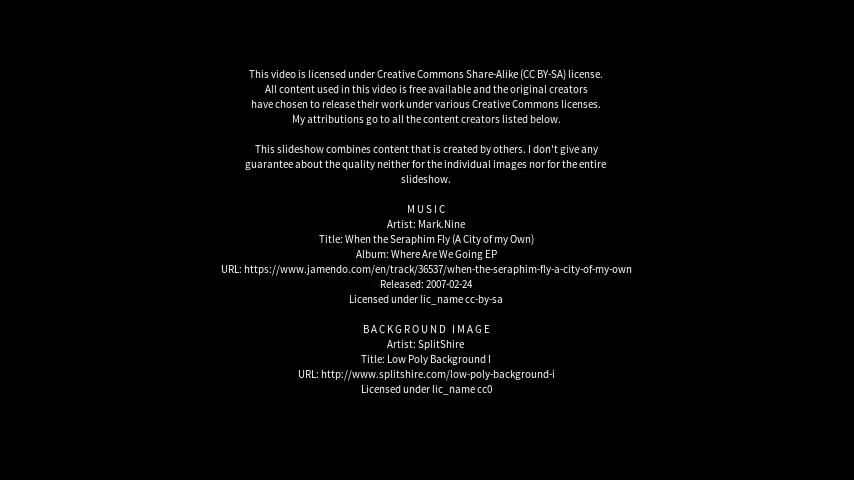 This video is licensed under Creative Commons Share-Alike (CC BY-SA) license.
All content used in this video is free available and the original creators
have chosen to release their work under various Creative Commons licenses.
My attributions go to all the content creators listed below.
This slideshow combines content that is created by others. I don't give any
guarantee about the quality neither for the individual images nor for the entire
slideshow.
MUSIC
Artist: Mark.Nine
Title: When the Seraphim Fly (A City of my Own)
Album: Where Are We Going EP
URL: https://www.jamendo.com/en/track/36537/when-the-seraphim-fly-a-city-of-my-own
Released: 2007-02-24
Licensed under lic_name cc-by-sa
BACKGROUND IMAGE
Artist: SplitShire
Title: Low Poly Background I
URL: http://www.splitshire.com/low-poly-background-i
Licensed under lic_name cc0